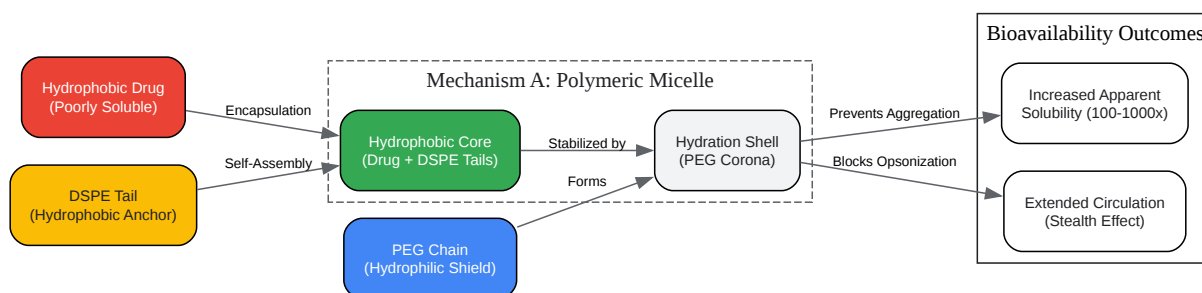 Hydrophobic Drug
(Poorly Soluble)
DSPE Tail
(Hydrophobic Anchor)
Encapsulation
Self-Assembly
Mechanism A: Polymeric Micelle
Hydrophobic Core
(Drug + DSPE Tails)
Stabilized by
Forms
Hydration Shell
(PEG Corona)
PEG Chain
(Hydrophilic Shield)
Prevents Aggregation
Blocks Opsonization
Bioavailability Outcomes
Increased Apparent
Solubility (100-1000x)
Extended Circulation
(Stealth Effect)